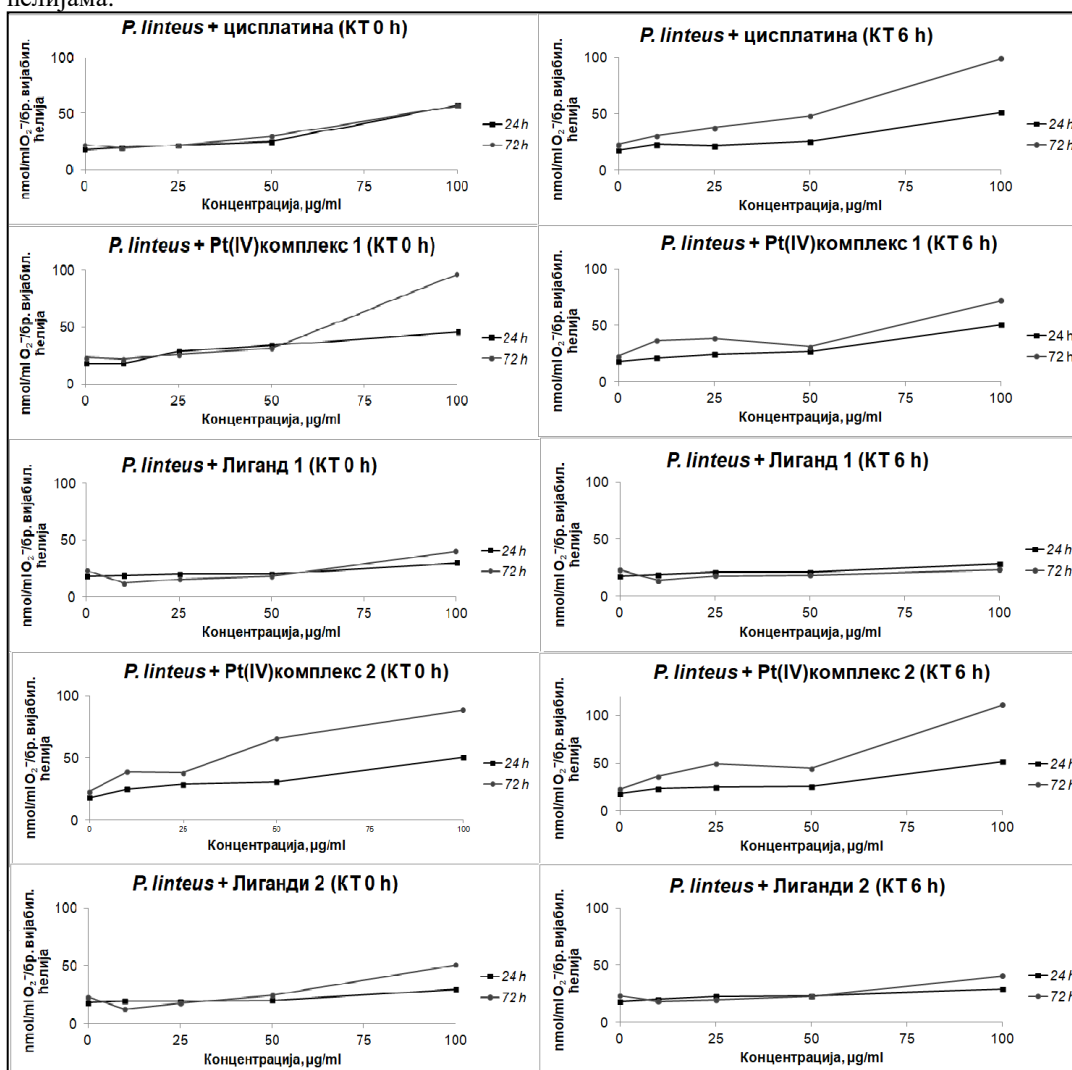 ћелијама.
P. linteus + цисплатина (КТ 0 h)
nmol/ml O₂⁻/бр. вијабил.
ћелија
100
50
0
0 25 50 75 100
Концентрација, µg/ml
24 h
72 h
P. linteus + цисплатина (КТ 6 h)
nmol/ml O₂⁻/бр. вијабил.
ћелија
100
50
0
0 25 50 75 100
Концентрација, µg/ml
24 h
72 h
P. linteus + Pt(IV)комплекс 1 (КТ 0 h)
nmol/ml O₂⁻/бр. вијабил.
ћелија
100
50
0
0 25 50 75 100
Концентрација, µg/ml
24 h
72 h
P. linteus + Pt(IV)комплекс 1 (КТ 6 h)
nmol/ml O₂⁻/бр. вијабил.
ћелија
100
50
0
0 25 50 75 100
Концентрација, µg/ml
24 h
72 h
P. linteus + Лиганд 1 (КТ 0 h)
nmol/ml O₂⁻/бр. вијабил.
ћелија
100
50
0
0 25 50 75 100
Концентрација, µg/ml
24 h
72 h
P. linteus + Лиганд 1 (КТ 6 h)
nmol/ml O₂⁻/бр. вијабил.
ћелија
100
50
0
0 25 50 75 100
Концентрација, µg/ml
24 h
72 h
P. linteus + Pt(IV)комплекс 2 (КТ 0 h)
nmol/ml O₂⁻/бр. вијабил.
ћелија
100
50
0
0 25 50 75 100
Концентрација, µg/ml
24 h
72 h
P. linteus + Pt(IV)комплекс 2 (КТ 6 h)
nmol/ml O₂⁻/бр. вијабил.
ћелија
100
50
0
0 25 50 75 100
Концентрација, µg/ml
24 h
72 h
P. linteus + Лиганди 2 (КТ 0 h)
nmol/ml O₂⁻/бр. вијабил.
ћелија
100
50
0
0 25 50 75 100
Концентрација, µg/ml
24 h
72 h
P. linteus + Лиганди 2 (КТ 6 h)
nmol/ml O₂⁻/бр. вијабил.
ћелија
100
50
0
0 25 50 75 100
Концентрација, µg/ml
24 h
72 h